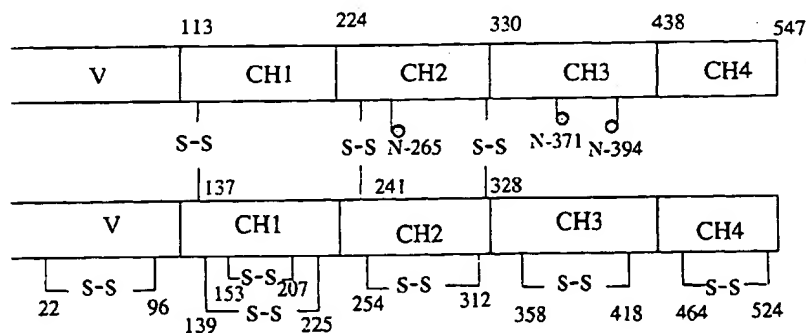 113 224 330 438 547
V CH1 CH2 CH3 CH4
S-S S-S N-265 S-S N-371 N-394
137 241 328
V CH1 CH2 CH3 CH4
S-S S-S S-S S-S S-S
22 96 153 207 254 312 358 418 464 524
S-S
139 225